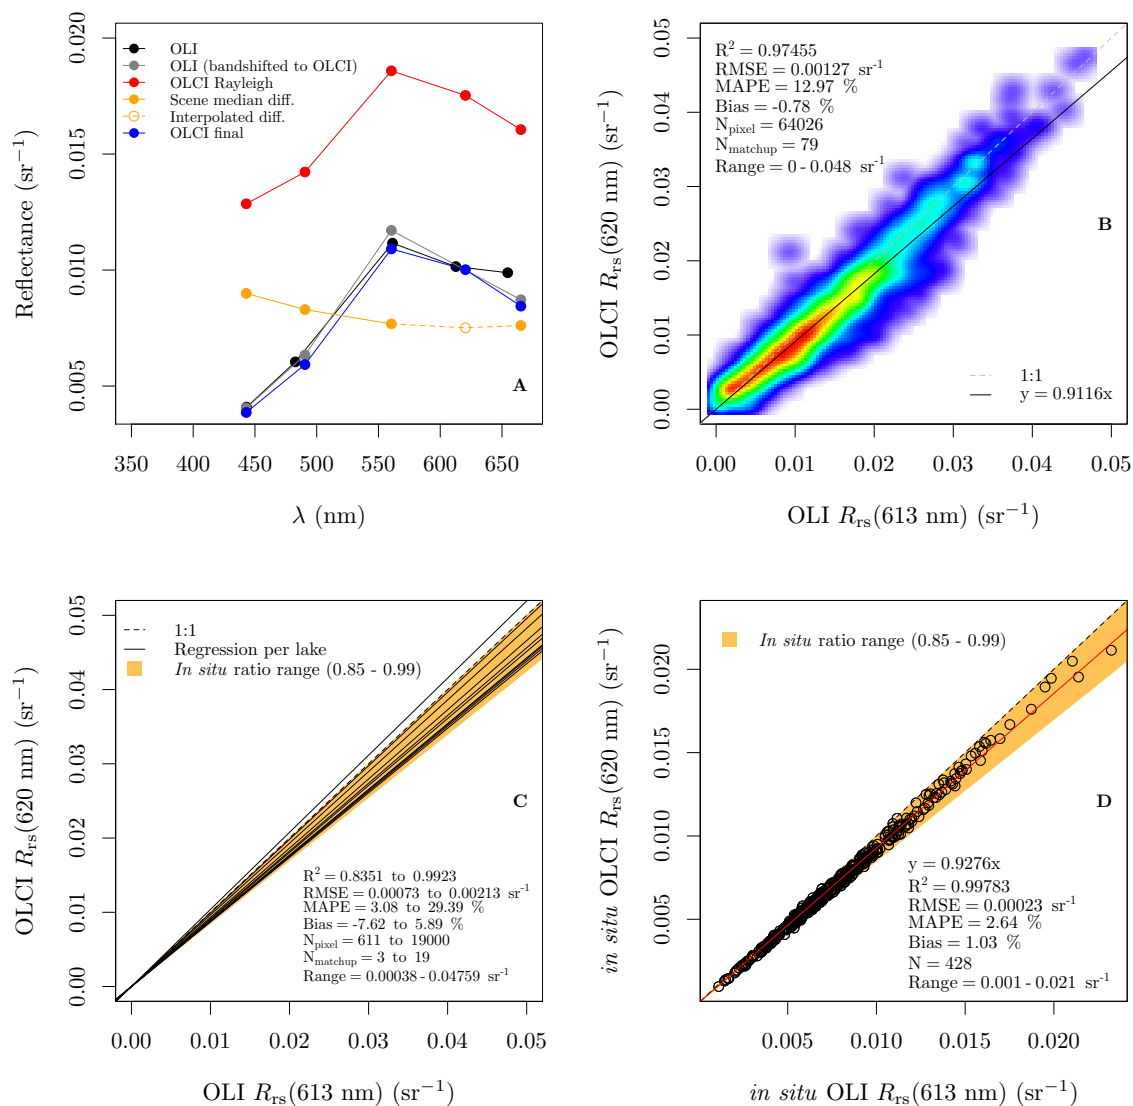 0.020
0.015
0.010
0.005
Reflectance (sr⁻¹)
OLI
OLI (bandshifted to OLCI)
OLCI Rayleigh
Scene median diff.
Interpolated diff.
OLCI final
A
350 400 450 500 550 600 650
λ (nm)
0.05
0.04
0.03
0.02
0.01
0.00
OLCI Rrs(620 nm) (sr⁻¹)
R² = 0.97455
RMSE = 0.00127 sr⁻¹
MAPE = 12.97 %
Bias = -0.78 %
Npixel = 64026
Nmatchup = 79
Range = 0 - 0.048 sr⁻¹
B
1:1
y = 0.9116x
0.00 0.01 0.02 0.03 0.04 0.05
OLI Rrs(613 nm) (sr⁻¹)
0.05
0.04
0.03
0.02
0.01
0.00
OLCI Rrs(620 nm) (sr⁻¹)
1:1
Regression per lake
In situ ratio range (0.85 - 0.99)
C
R² = 0.8351 to 0.9923
RMSE = 0.00073 to 0.00213 sr⁻¹
MAPE = 3.08 to 29.39 %
Bias = -7.62 to 5.89 %
Npixel = 611 to 19000
Nmatchup = 3 to 19
Range = 0.00038 - 0.04759 sr⁻¹
0.00 0.01 0.02 0.03 0.04 0.05
OLI Rrs(613 nm) (sr⁻¹)
0.020
0.015
0.010
0.005
in situ OLCI Rrs(620 nm) (sr⁻¹)
In situ ratio range (0.85 - 0.99)
D
y = 0.9276x
R² = 0.99783
RMSE = 0.00023 sr⁻¹
MAPE = 2.64 %
Bias = 1.03 %
N = 428
Range = 0.001 - 0.021 sr⁻¹
0.005 0.010 0.015 0.020
in situ OLI Rrs(613 nm) (sr⁻¹)